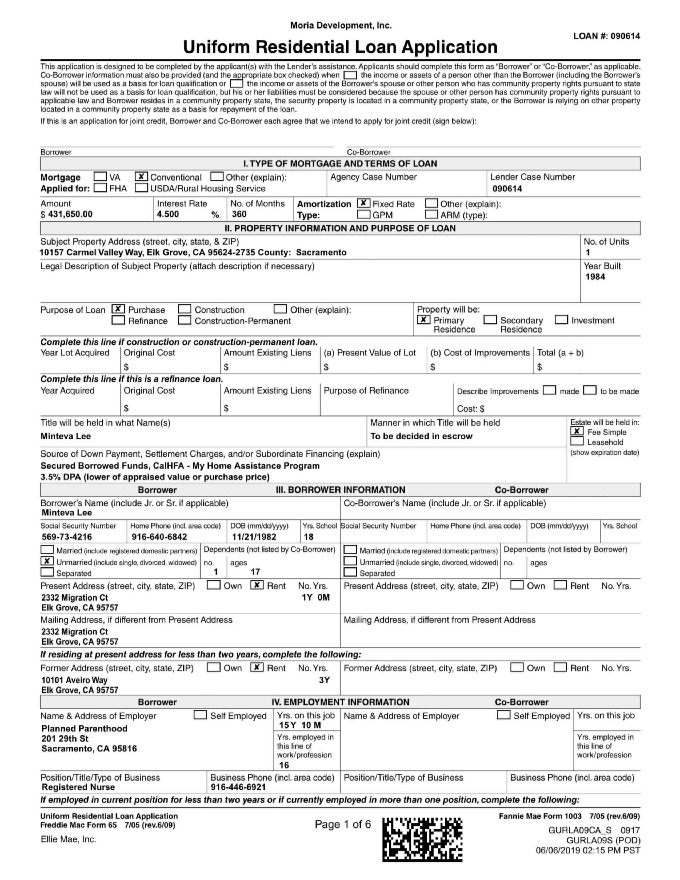 Moria Development, Inc.
LOAN #: 090614
Uniform Residential Loan Application
This application is designed to be completed by the applicant(s) with the Lender's assistance. Applicants should complete this form as "Borrower" or "Co-Borrower," as applicable.
Co-Borrower information must also be provided (and the appropriate box checked) when the income or assets of a person other than the Borrower (including the Borrower's
spouse) will be used as a basis for loan qualification or the income or assets of the Borrower's spouse or other person who has community property rights pursuant to state
law will not be used as a basis for loan qualification, but his or her liabilities must be considered because the spouse or other person has community property rights pursuant to
applicable law and Borrower resides in a community property state, the security property is located in a community property state, or the Borrower is relying on other property
located in a community property state as a basis for repayment of the loan.
If this is an application for joint credit, Borrower and Co-Borrower each agree that we intend to apply for joint credit (sign below):
Borrower Co-Borrower
I. TYPE OF MORTGAGE AND TERMS OF LOAN
Mortgage VA X Conventional Other (explain): Agency Case Number Lender Case Number
Applied for: FHA USDA/Rural Housing Service 090614
Amount Interest Rate No. of Months Amortization X Fixed Rate Other (explain):
$ 431,650.00 4.500 % 360 Type: GPM ARM (type):
II. PROPERTY INFORMATION AND PURPOSE OF LOAN
Subject Property Address (street, city, state, & ZIP) No. of Units
10157 Carmel Valley Way, Elk Grove, CA 95624-2735 County: Sacramento 1
Legal Description of Subject Property (attach description if necessary) Year Built
1984
Purpose of Loan X Purchase Construction Other (explain): Property will be:
Refinance Construction-Permanent X Primary Residence Secondary Residence Investment
Complete this line if construction or construction-permanent loan.
Year Lot Acquired Original Cost Amount Existing Liens (a) Present Value of Lot (b) Cost of Improvements Total (a + b)
$ $ $ $ $
Complete this line if this is a refinance loan.
Year Acquired Original Cost Amount Existing Liens Purpose of Refinance Describe Improvements made to be made
$ $ Cost: $
Title will be held in what Name(s) Manner in which Title will be held Estate will be held in:
Minteva Lee To be decided in escrow X Fee Simple
Leasehold
Source of Down Payment, Settlement Charges, and/or Subordinate Financing (explain) (show expiration date)
Secured Borrowed Funds, CalHFA - My Home Assistance Program
3.5% DPA (lower of appraised value or purchase price)
Borrower III. BORROWER INFORMATION Co-Borrower
Borrower's Name (include Jr. or Sr. if applicable) Co-Borrower's Name (include Jr. or Sr. if applicable)
Minteva Lee
Social Security Number Home Phone (incl. area code) DOB (mm/dd/yyyy) Yrs. School Social Security Number Home Phone (incl. area code) DOB (mm/dd/yyyy) Yrs. School
569-73-4216 916-640-6842 11/21/1982 18
Married (include registered domestic partners) Dependents (not listed by Co-Borrower) Married (include registered domestic partners) Dependents (not listed by Borrower)
X Unmarried (include single, divorced, widowed) no. ages Unmarried (include single, divorced, widowed) no. ages
Separated 1 17 Separated
Present Address (street, city, state, ZIP) Own X Rent No. Yrs. Present Address (street, city, state, ZIP) Own Rent No. Yrs.
2332 Migration Ct 1Y 0M
Elk Grove, CA 95757
Mailing Address, if different from Present Address Mailing Address, if different from Present Address
2332 Migration Ct
Elk Grove, CA 95757
If residing at present address for less than two years, complete the following:
Former Address (street, city, state, ZIP) Own X Rent No. Yrs. Former Address (street, city, state, ZIP) Own Rent No. Yrs.
10101 Aveiro Way 3Y
Elk Grove, CA 95757
Borrower IV. EMPLOYMENT INFORMATION Co-Borrower
Name & Address of Employer Self Employed Yrs. on this job Name & Address of Employer Self Employed Yrs. on this job
Planned Parenthood 15Y 10 M
201 29th St Yrs. employed in this line of work/profession Yrs. employed in this line of work/profession
Sacramento, CA 95816
16
Position/Title/Type of Business Business Phone (incl. area code) Position/Title/Type of Business Business Phone (incl. area code)
Registered Nurse 916-446-6921
If employed in current position for less than two years or if currently employed in more than one position, complete the following:
Uniform Residential Loan Application Fannie Mae Form 1003 7/05 (rev.6/09)
Freddie Mac Form 65 7/05 (rev.6/09) Page 1 of 6
GURLA09CA_S 0917
Ellie Mae, Inc. GURLA09S (POD)
06/06/2019 02:15 PM PST